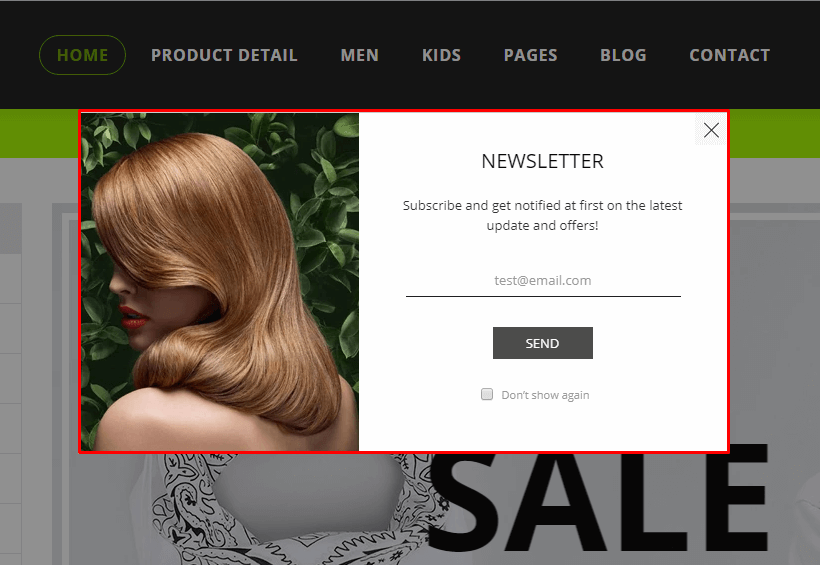 HOME PRODUCT DETAIL MEN KIDS PAGES BLOG CONTACT
NEWSLETTER
Subscribe and get notified at first on the latest
update and offers!
test@email.com
SEND
Don't show again
SALE